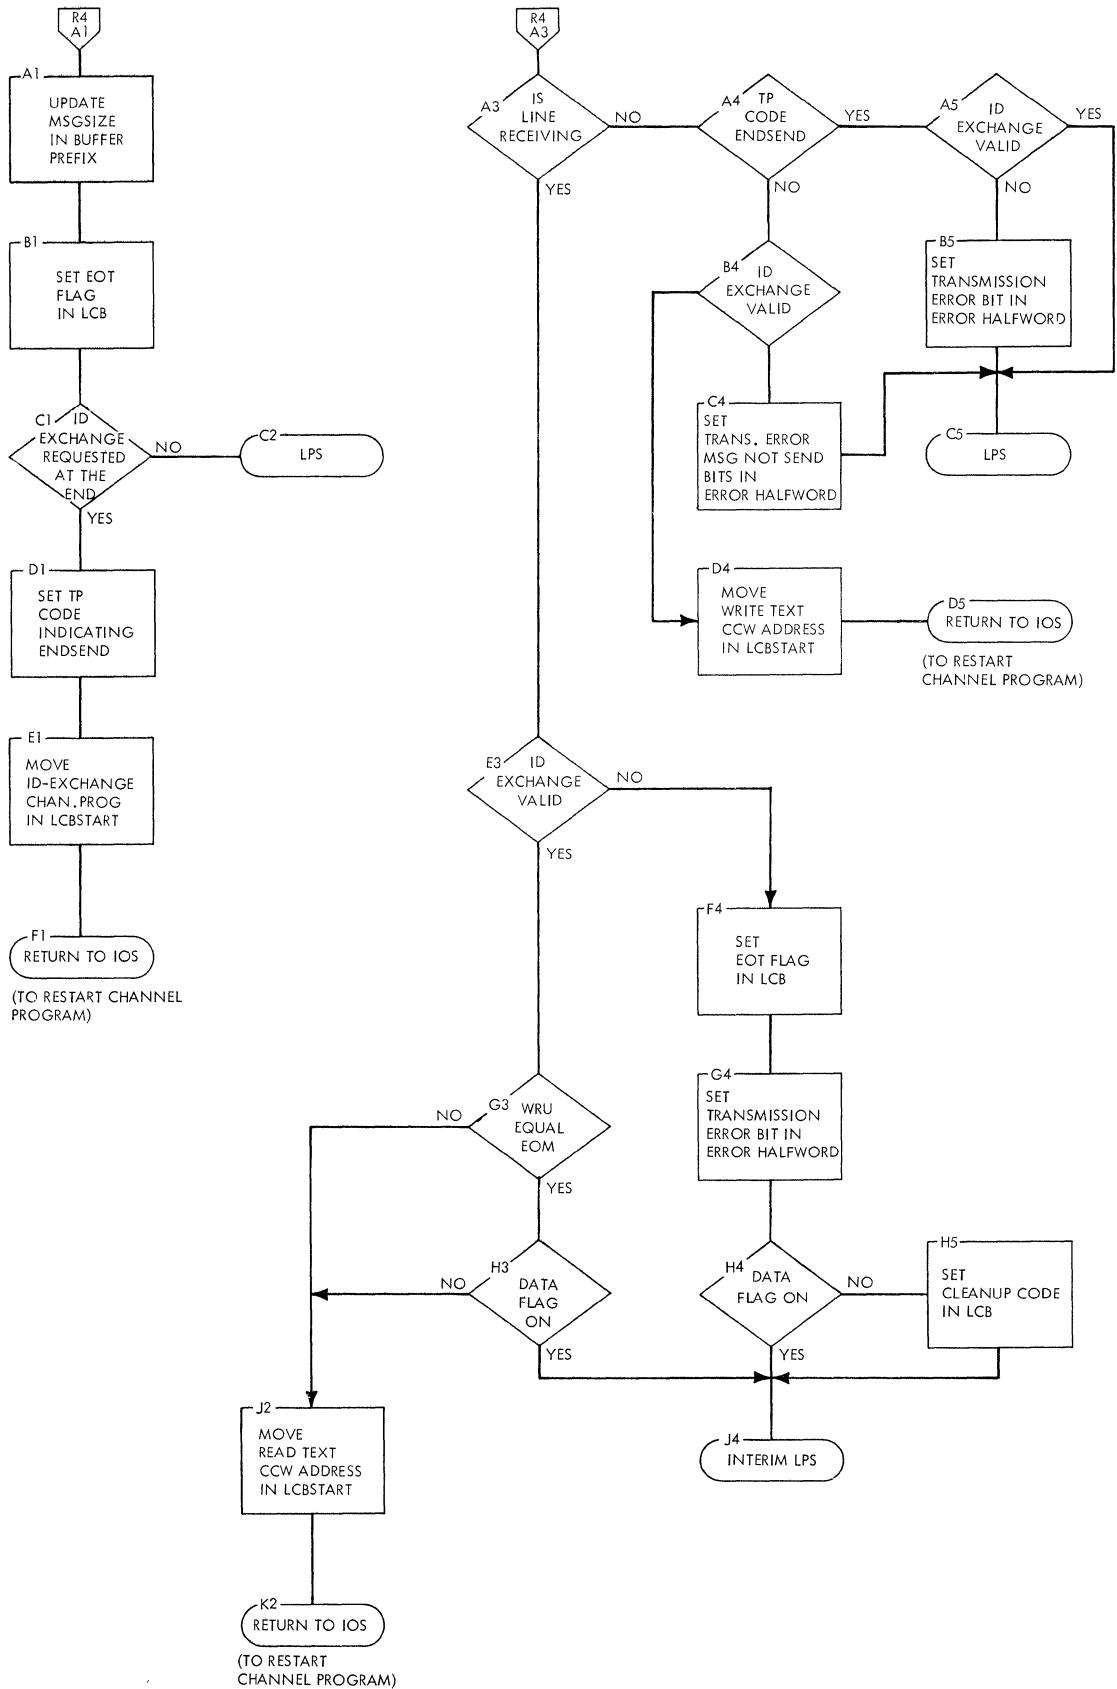 R4
A1
A1
UPDATE
MSGSIZE
IN BUFFER
PREFIX
B1
SET EOT
FLAG
IN LCB
C1 ID
EXCHANGE
REQUESTED
AT THE
END
NO
YES
C2
LPS
D1
SET TP
CODE
INDICATING
ENDSEND
E1
MOVE
ID-EXCHANGE
CHAN.PROG
IN LCBSTART
F1
RETURN TO IOS
(TO RESTART CHANNEL
PROGRAM)
R4
A3
A3 IS
LINE
RECEIVING
NO
YES
A4 TP
CODE
ENDSEND
YES
NO
A5 ID
EXCHANGE
VALID
YES
NO
B4 ID
EXCHANGE
VALID
B5
SET
TRANSMISSION
ERROR BIT IN
ERROR HALFWORD
C4
SET
TRANS. ERROR
MSG NOT SEND
BITS IN
ERROR HALFWORD
C5
LPS
D4
MOVE
WRITE TEXT
CCW ADDRESS
IN LCBSTART
D5
RETURN TO IOS
(TO RESTART
CHANNEL PROGRAM)
E3 ID
EXCHANGE
VALID
NO
YES
F4
SET
EOT FLAG
IN LCB
G4
SET
TRANSMISSION
ERROR BIT IN
ERROR HALFWORD
G3 WRU
EQUAL
EOM
NO
YES
H3
DATA
FLAG
ON
NO
YES
H4 DATA
FLAG ON
NO
YES
H5
SET
CLEANUP CODE
IN LCB
J2
MOVE
READ TEXT
CCW ADDRESS
IN LCBSTART
J4
INTERIM LPS
K2
RETURN TO IOS
(TO RESTART
CHANNEL PROGRAM)